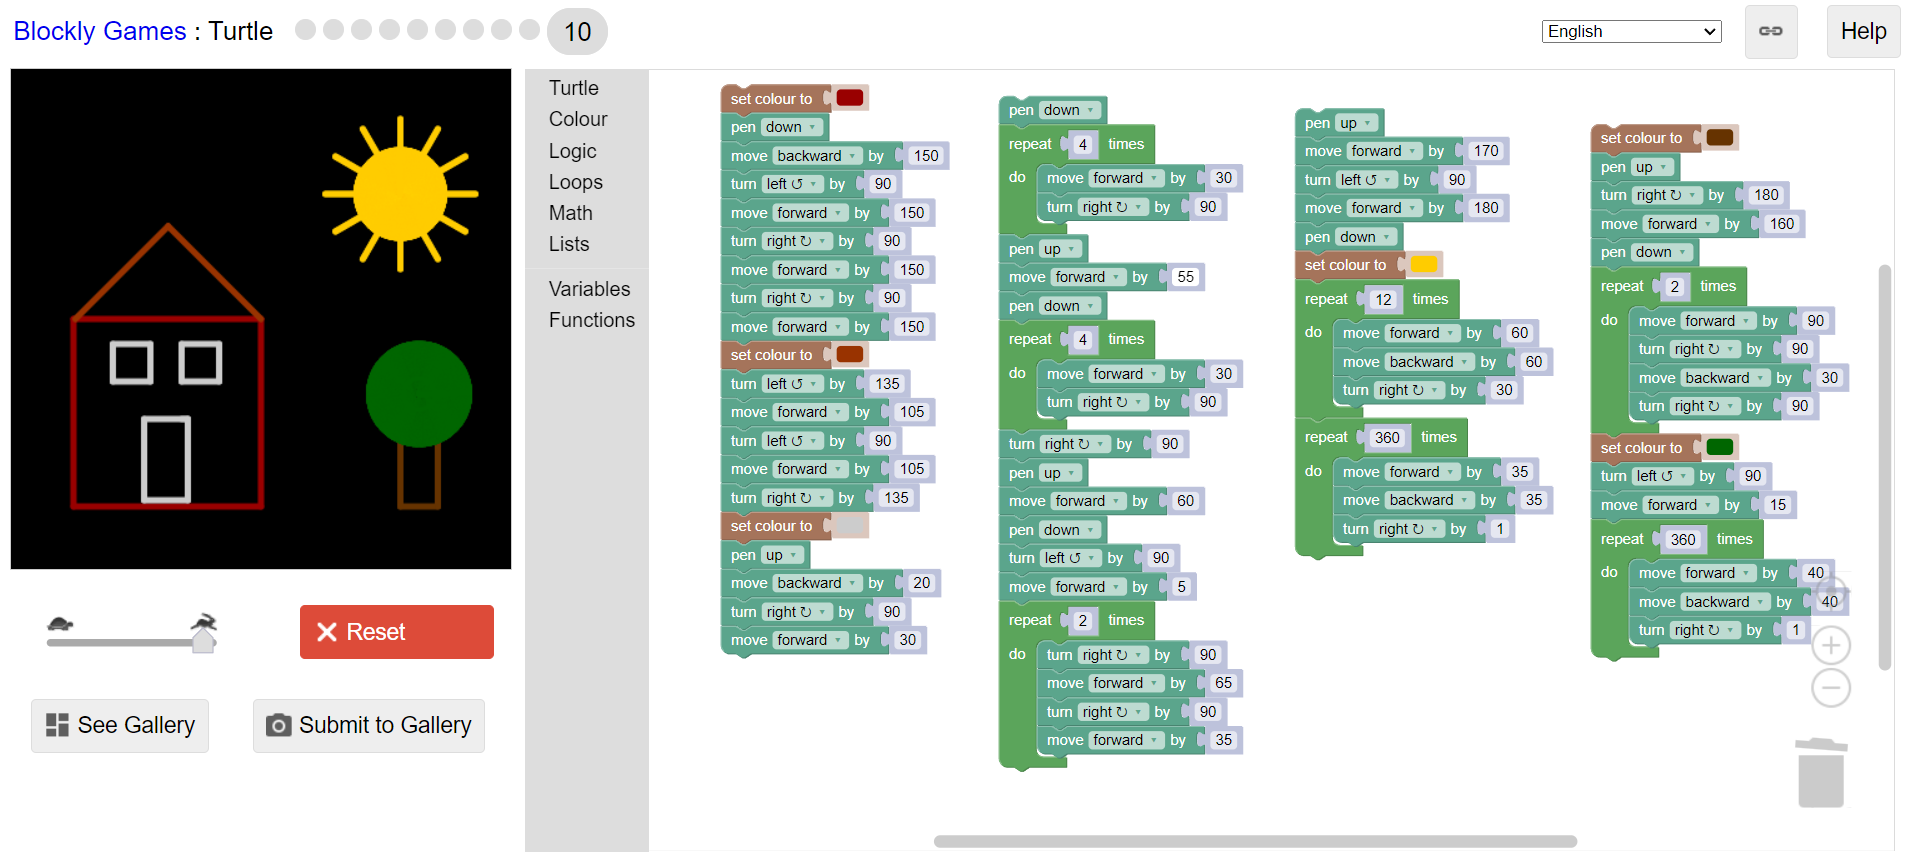 Blockly Games : Turtle
10
English
Help
Turtle
Colour
Logic
Loops
Math
Lists
Variables
Functions
set colour to
pen down
move backward by 150
turn left ↺ by 90
move forward by 150
turn right ↻ by 90
move forward by 150
turn right ↻ by 90
move forward by 150
set colour to
turn left ↺ by 135
move forward by 105
turn left ↺ by 90
move forward by 105
turn right ↻ by 135
set colour to
pen up
move backward by 20
turn right ↻ by 90
move forward by 30
pen down
repeat 4 times
do move forward by 30
turn right ↻ by 90
pen up
move forward by 55
pen down
repeat 4 times
do move forward by 30
turn right ↻ by 90
turn right ↻ by 90
pen up
move forward by 60
pen down
turn left ↺ by 90
move forward by 5
repeat 2 times
do turn right ↻ by 90
move forward by 65
turn right ↻ by 90
move forward by 35
pen up
move forward by 170
turn left ↺ by 90
move forward by 180
pen down
set colour to
repeat 12 times
do move forward by 60
move backward by 60
turn right ↻ by 30
repeat 360 times
do move forward by 35
move backward by 35
turn right ↻ by 1
set colour to
pen up
turn right ↻ by 180
move forward by 160
pen down
repeat 2 times
do move forward by 90
turn right ↻ by 90
move backward by 30
turn right ↻ by 90
set colour to
turn left ↺ by 90
move forward by 15
repeat 360 times
do move forward by 40
move backward by 40
turn right ↻ by 1
Reset
See Gallery
Submit to Gallery